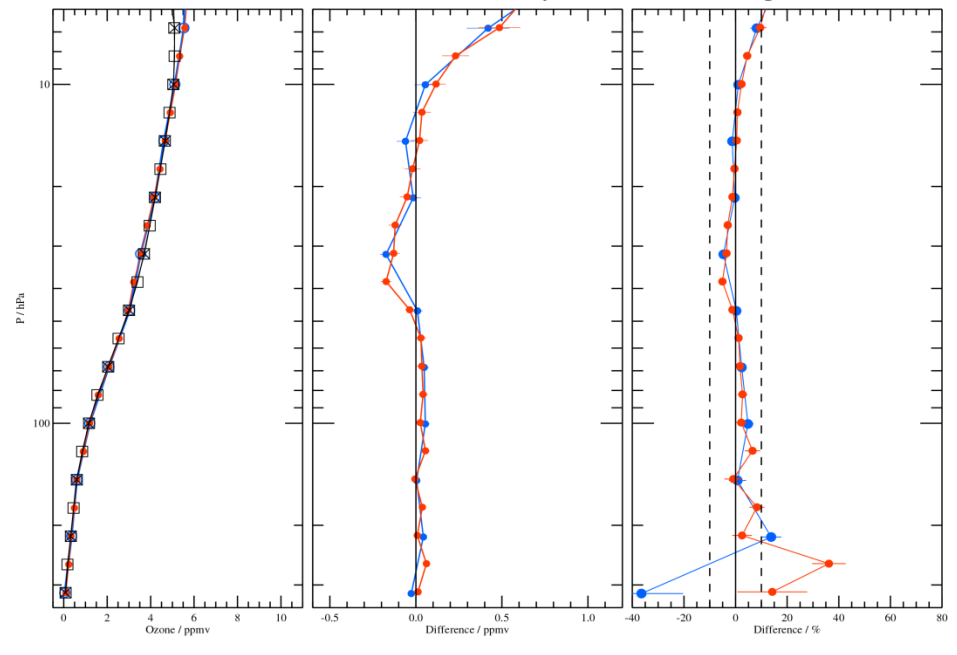 10
100
P / hPa
0 2 4 6 8 10
Ozone / ppmv
-0.5 0.0 0.5 1.0
Difference / ppmv
-40 -20 0 20 40 60 80
Difference / %